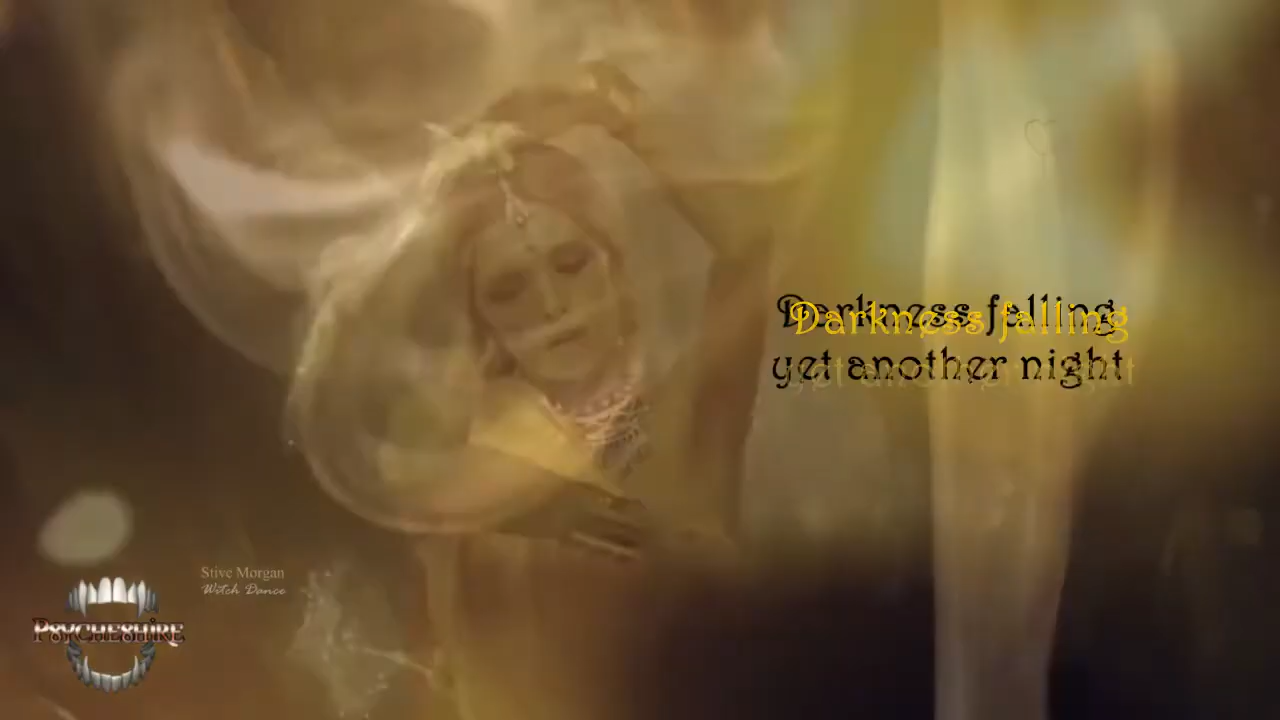 Darkness falling
yet another night
Stive Morgan
Witch Dance
PSYCHESHIRE